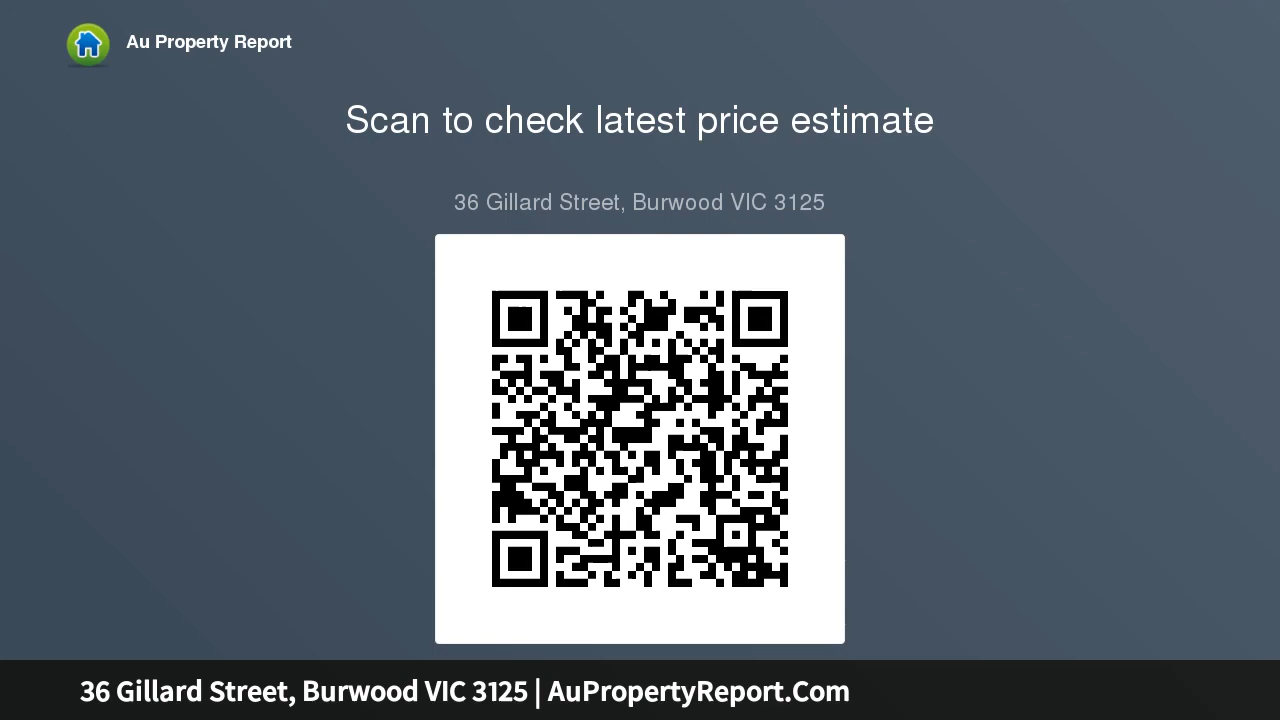 Au Property Report
Scan to check latest price estimate
36 Gillard Street, Burwood VIC 3125
36 Gillard Street, Burwood VIC 3125 | AuPropertyReport.Com